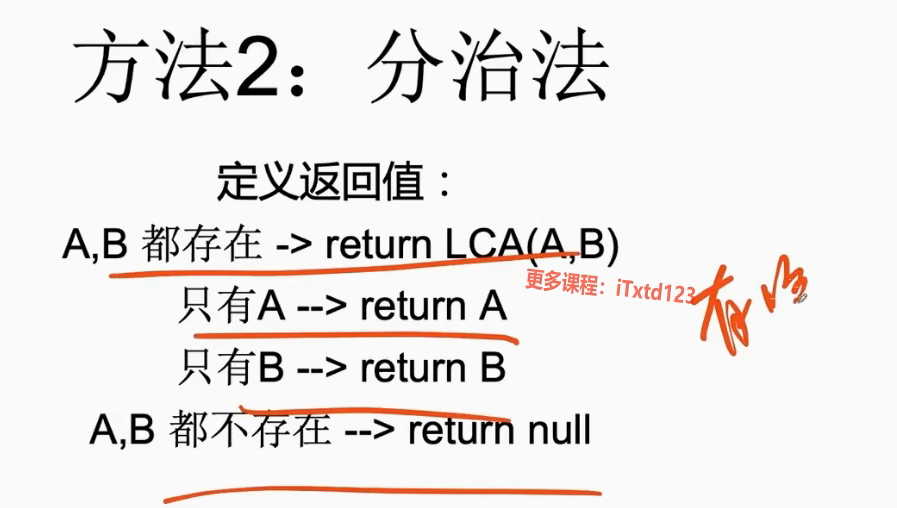 方法2：分治法
定义返回值：
A,B 都存在 -> return LCA(A,B)
更多课程：iTxtd123
只有A --> return A
只有B --> return B
A,B 都不存在 --> return null